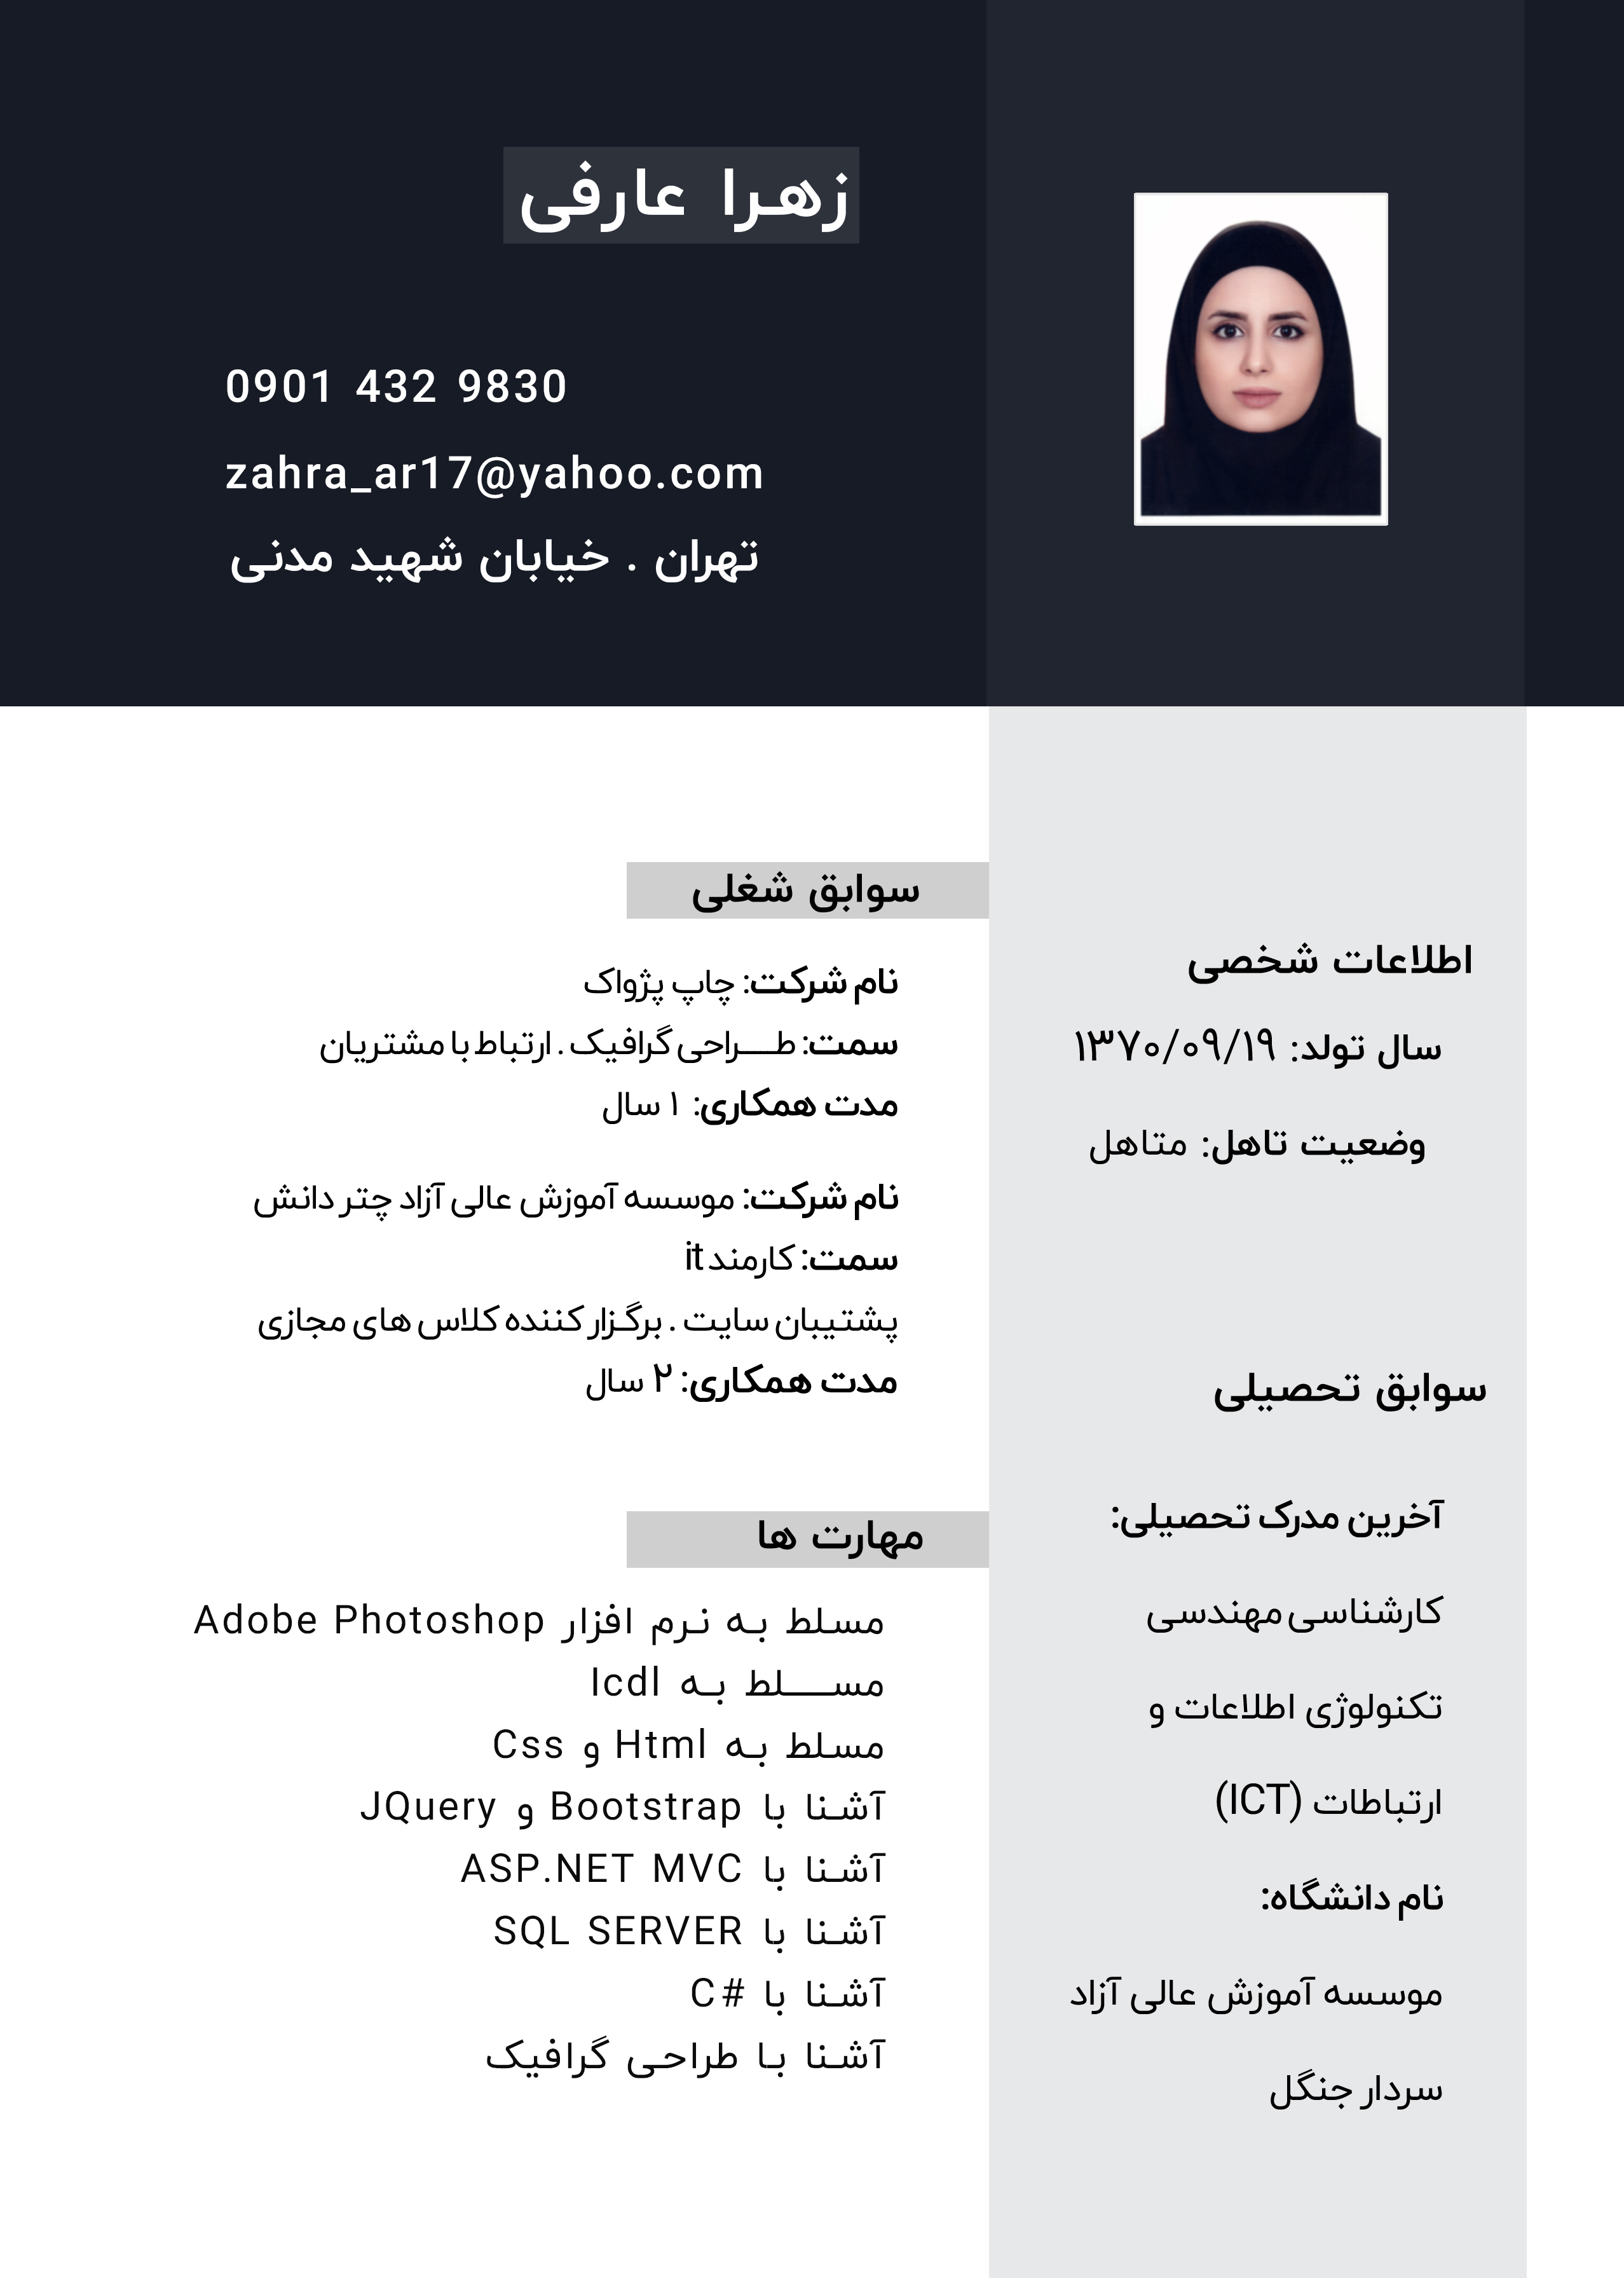 زهرا عارفی
0901 432 9830
zahra_ar17@yahoo.com
تهران . خیابان شهید مدنی
اطلاعات شخصی
سال تولد: ۱۳۷۰/۰۹/۱۹
وضعیت تاهل: متاهل
سوابق تحصیلی
آخرین مدرک تحصیلی:
کارشناسی مهندسی
تکنولوژی اطلاعات و
ارتباطات (ICT)
نام دانشگاه:
موسسه آموزش عالی آزاد
سردار جنگل
سوابق شغلی
نام شرکت: چاپ پژواک
سمت: طـــراحی گرافیک . ارتباط با مشتریان
مدت همکاری: ۱ سال
نام شرکت: موسسه آموزش عالی آزاد چتر دانش
سمت: کارمند it
پشتیبان سایت . برگزار کننده کلاس های مجازی
مدت همکاری: ۲ سال
مهارت ها
مسلط به نرم افزار Adobe Photoshop
مســــلط به Icdl
مسلط به Html و Css
آشنا با Bootstrap و JQuery
آشنا با ASP.NET MVC
آشنا با SQL SERVER
آشنا با C#
آشنا با طراحی گرافیک